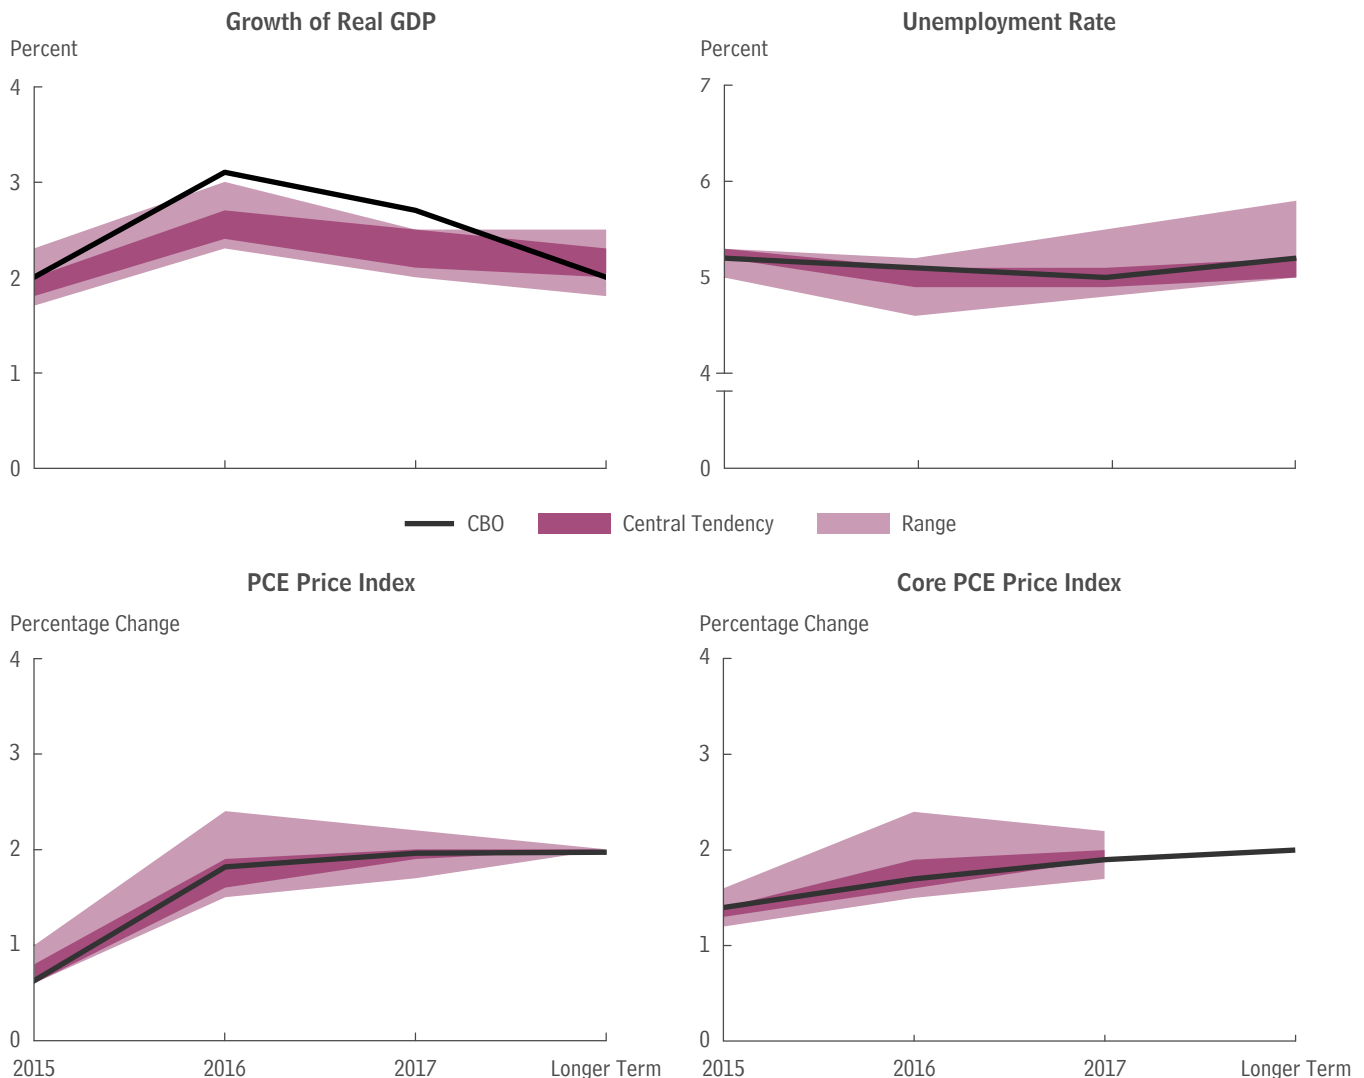 Growth of Real GDP
Percent
4
3
2
1
0
Unemployment Rate
Percent
7
6
5
4
0
CBO Central Tendency Range
PCE Price Index
Percentage Change
4
3
2
1
0
2015 2016 2017 Longer Term
Core PCE Price Index
Percentage Change
4
3
2
1
0
2015 2016 2017 Longer Term